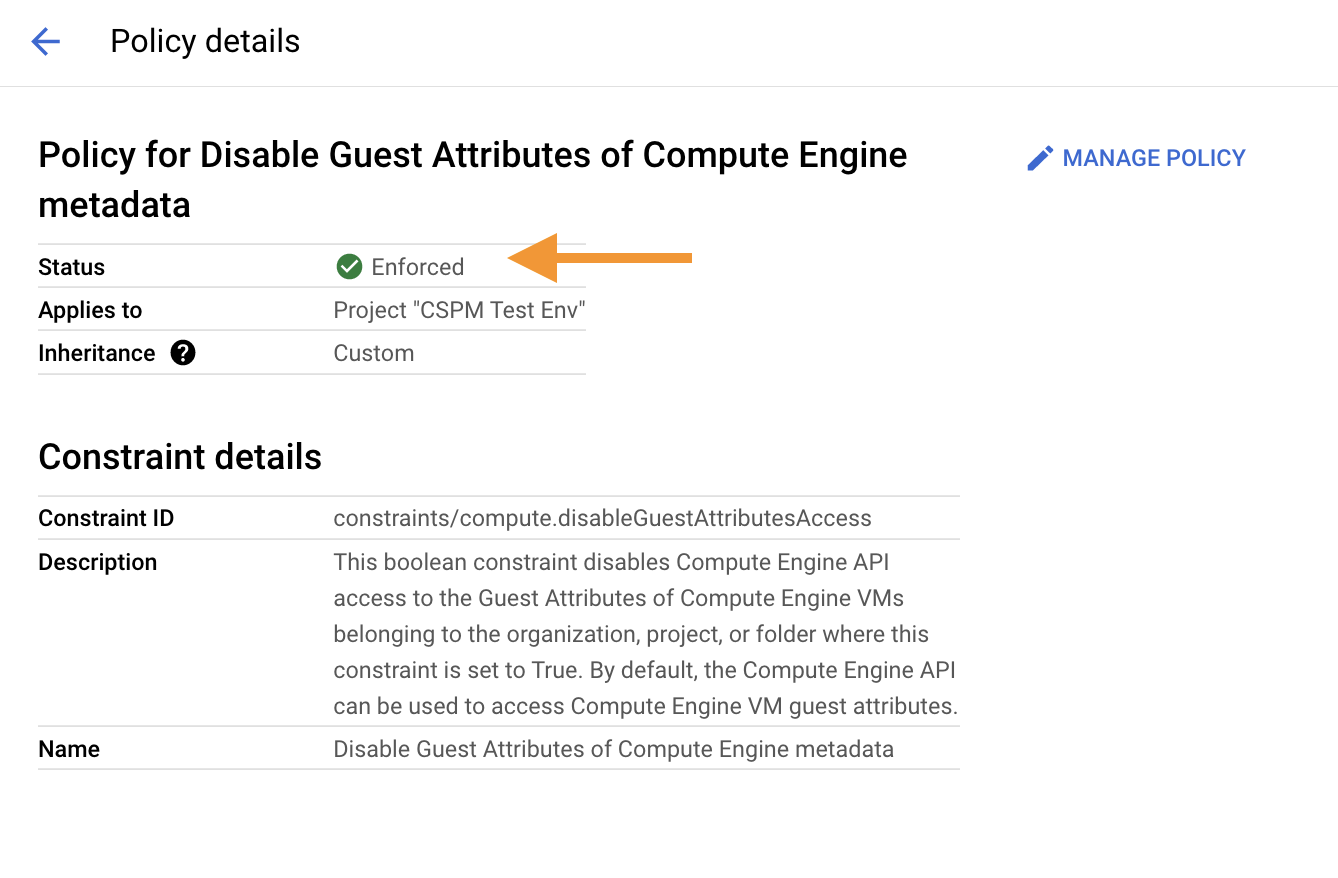 Policy details
Policy for Disable Guest Attributes of Compute Engine
metadata
MANAGE POLICY
Status Enforced
Applies to Project "CSPM Test Env"
Inheritance ? Custom
Constraint details
Constraint ID constraints/compute.disableGuestAttributesAccess
Description This boolean constraint disables Compute Engine API
access to the Guest Attributes of Compute Engine VMs
belonging to the organization, project, or folder where this
constraint is set to True. By default, the Compute Engine API
can be used to access Compute Engine VM guest attributes.
Name Disable Guest Attributes of Compute Engine metadata